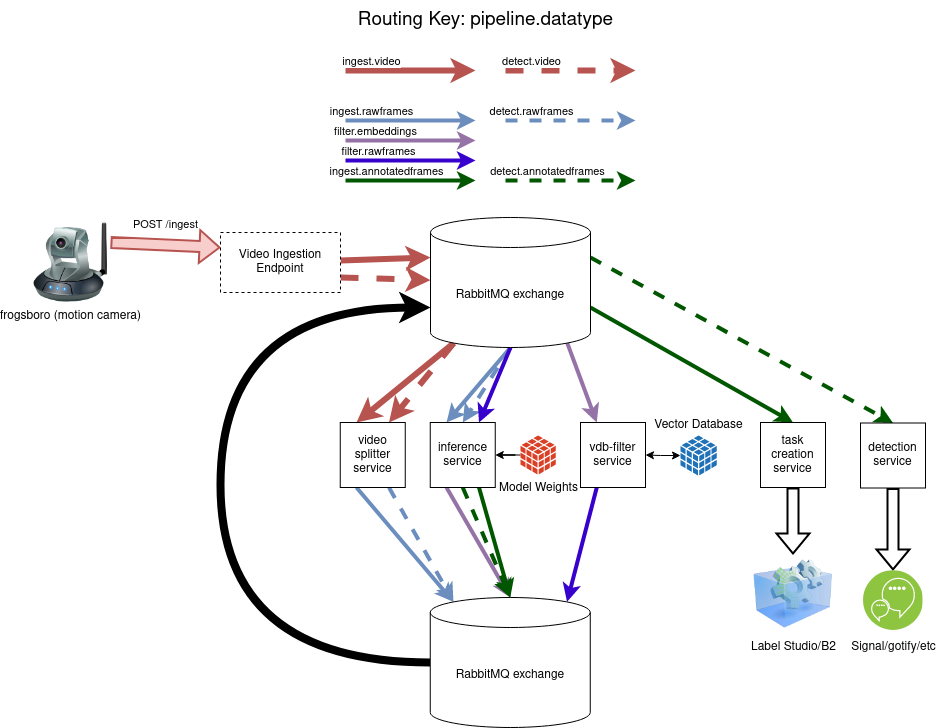 Routing Key: pipeline.datatype
ingest.video
detect.video
ingest.rawframes
detect.rawframes
filter.embeddings
filter.rawframes
ingest.annotatedframes
detect.annotatedframes
POST /ingest
Video Ingestion
Endpoint
RabbitMQ exchange
frogsboro (motion camera)
video
splitter
service
inference
service
Model Weights
vdb-filter
service
Vector Database
task
creation
service
detection
service
Label Studio/B2
Signal/gotify/etc
RabbitMQ exchange